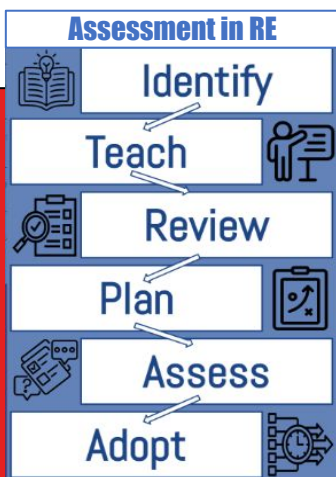 Assessment in RE
Identify
Teach
Review
Plan
Assess
Adopt